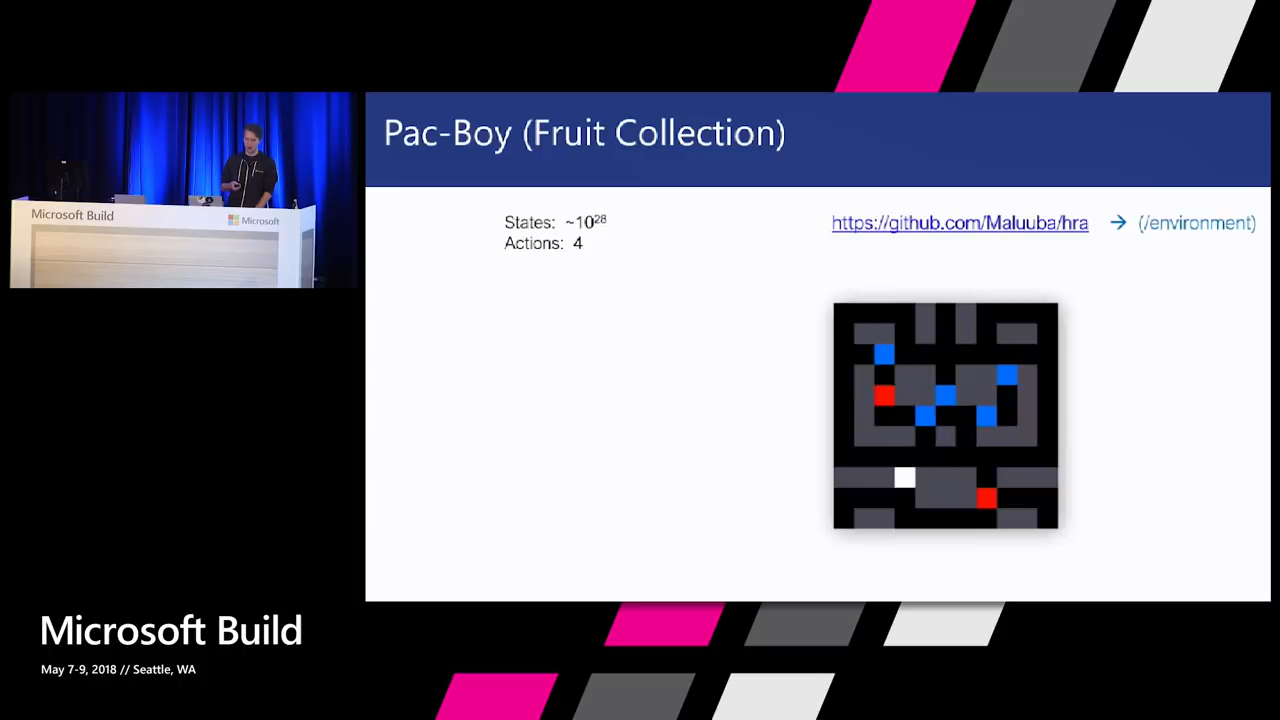 Pac-Boy (Fruit Collection)
States: ~10²⁸
Actions: 4
https://github.com/Maluuba/hra → (/environment)
Microsoft Build
Microsoft
Microsoft Build
May 7-9, 2018 // Seattle, WA